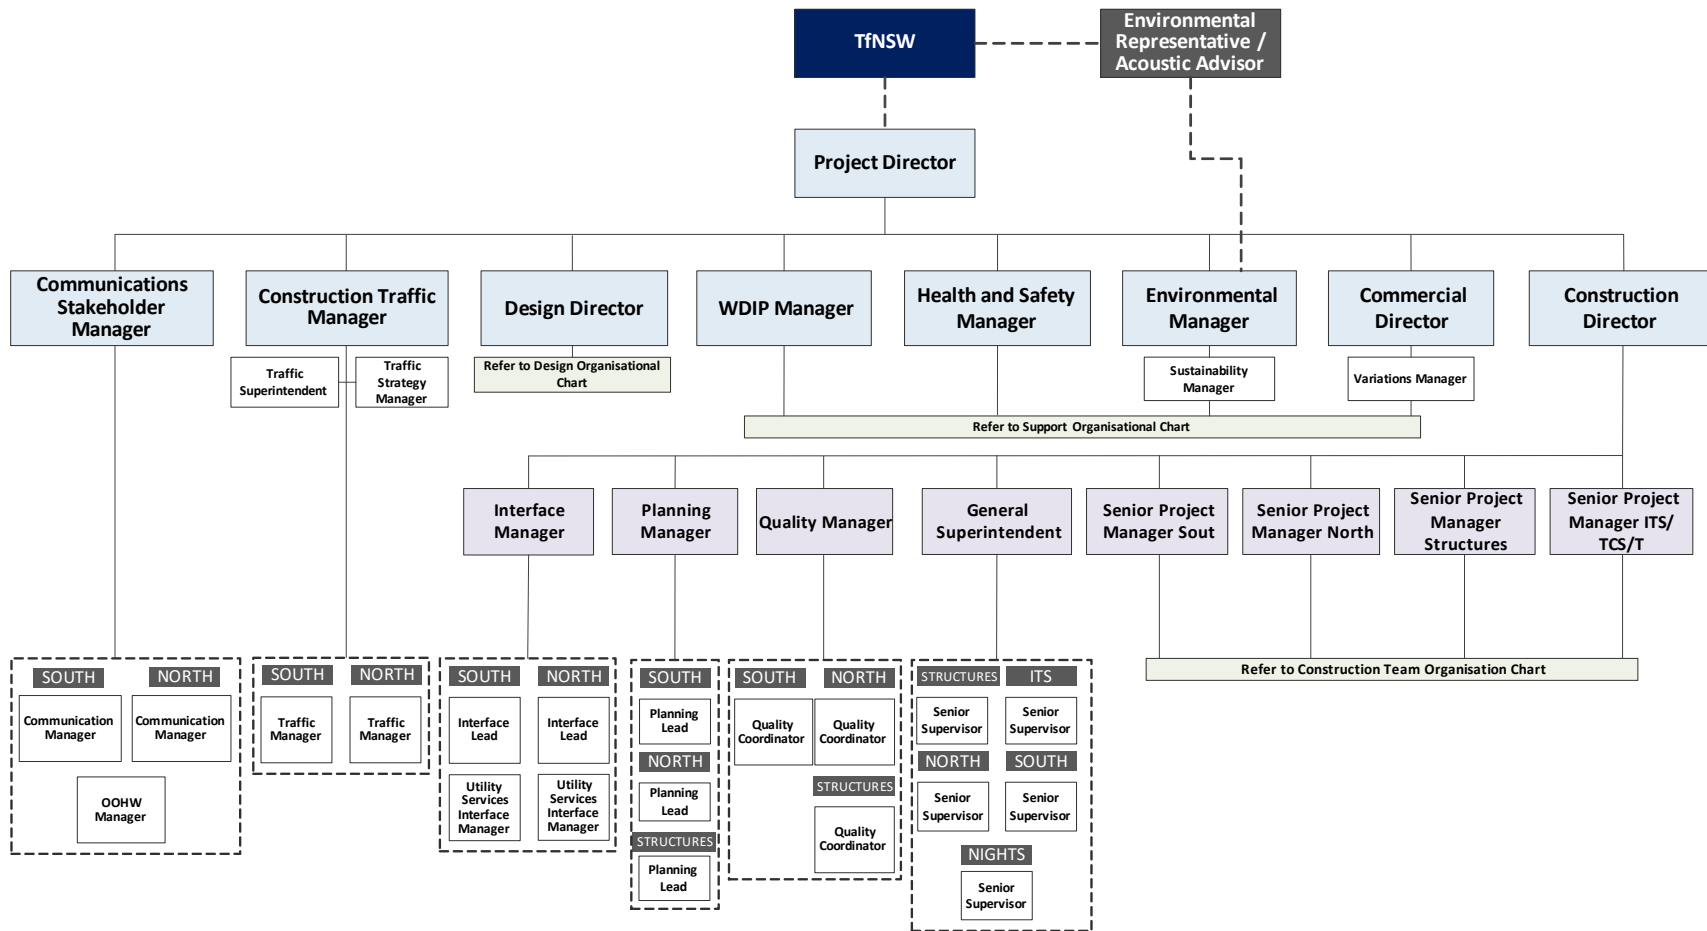 TfNSW
Environmental
Representative /
Acoustic Advisor
Project Director
Communications
Stakeholder
Manager
Construction Traffic
Manager
Design Director
WDIP Manager
Health and Safety
Manager
Environmental
Manager
Commercial
Director
Construction
Director
Traffic
Superintendent
Traffic
Strategy
Manager
Refer to Design Organisational
Chart
Sustainability
Manager
Variations Manager
Refer to Support Organisational Chart
Interface
Manager
Planning
Manager
Quality Manager
General
Superintendent
Senior Project
Manager Sout
Senior Project
Manager North
Senior Project
Manager
Structures
Senior Project
Manager ITS/
TCS/T
Refer to Construction Team Organisation Chart
SOUTH
NORTH
Communication
Manager
Communication
Manager
OOHW
Manager
SOUTH
NORTH
Traffic
Manager
Traffic
Manager
SOUTH
NORTH
Interface
Lead
Interface
Lead
Utility
Services
Interface
Manager
Utility
Services
Interface
Manager
SOUTH
Planning
Lead
NORTH
Planning
Lead
STRUCTURES
Planning
Lead
SOUTH
NORTH
Quality
Coordinator
Quality
Coordinator
STRUCTURES
Quality
Coordinator
STRUCTURES
ITS
Senior
Supervisor
Senior
Supervisor
NORTH
SOUTH
Senior
Supervisor
Senior
Supervisor
NIGHTS
Senior
Supervisor